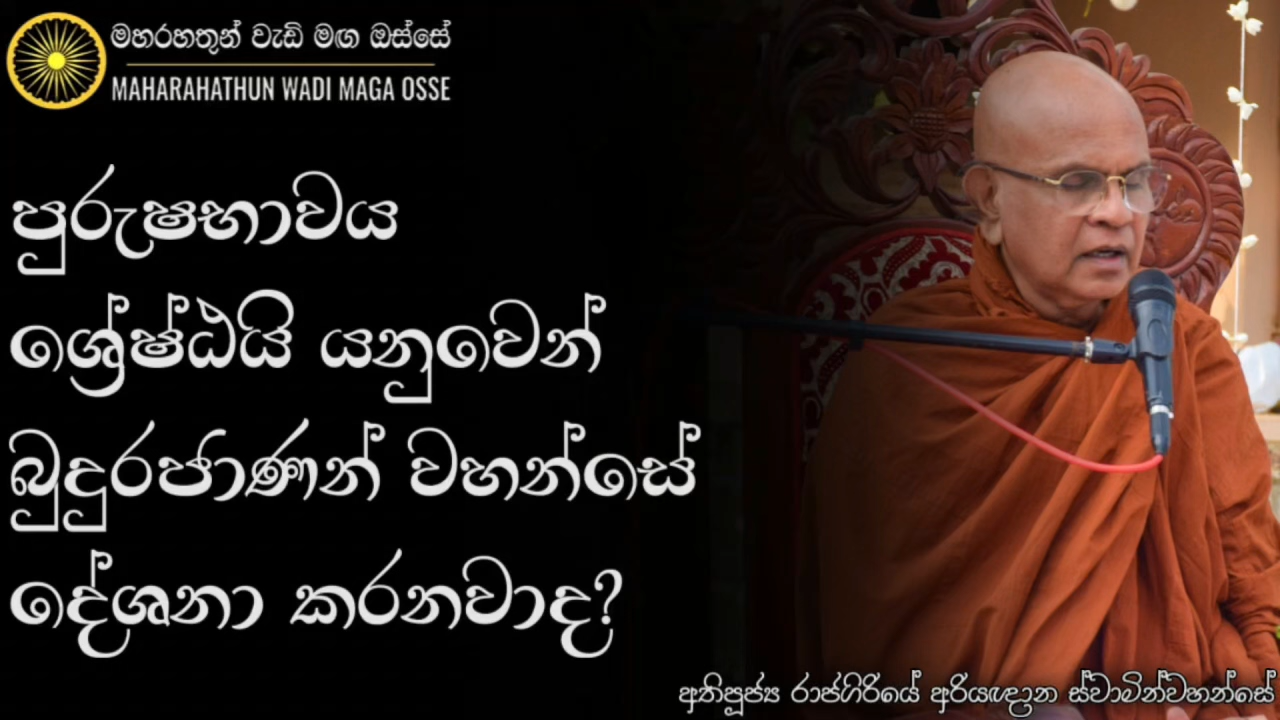 මහරහතුන් වැඩි මඟ ඔස්සේ
MAHARAHATHUN WADI MAGA OSSE
පුරුෂභාවය
ශ්‍රේෂ්ඨයි යනුවෙන්
බුදුරජාණන් වහන්සේ
දේශනා කරනවාද?
අතිපූජ්‍ය රාජගිරියේ අරියඥාන ස්වාමින්වහන්සේ